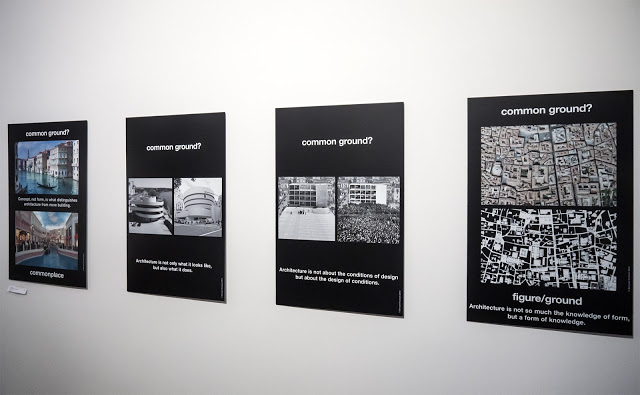 common ground?
Concept, not form, is what distinguishes
architecture from mere building.
commonplace
common ground?
Architecture is not only what it looks like,
but also what it does.
common ground?
Architecture is not about the conditions of design
but about the design of conditions.
common ground?
figure/ground
Architecture is not so much the knowledge of form,
but a form of knowledge.